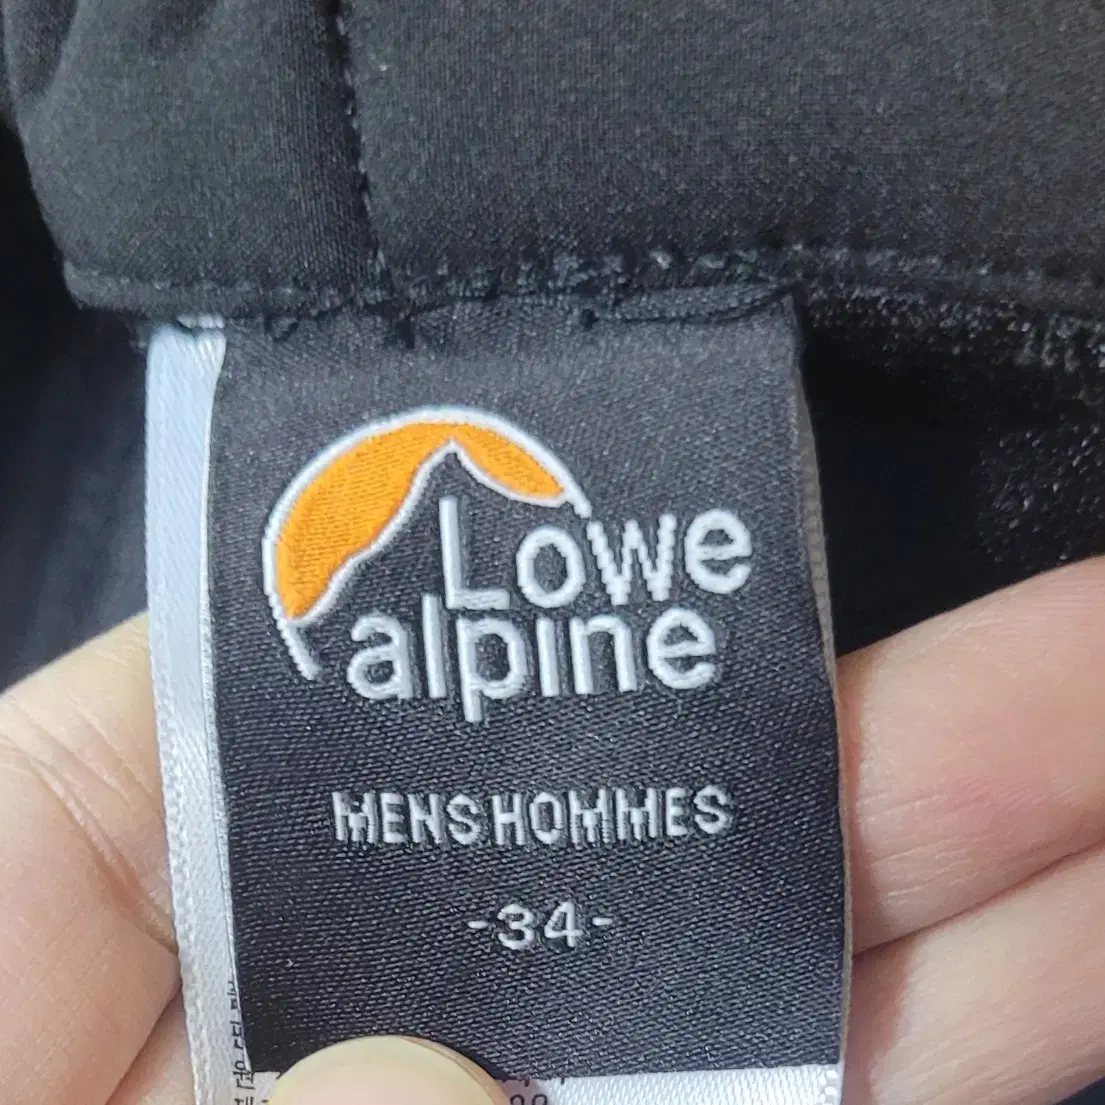 Lowe
alpine
MENS HOMMES
-34-